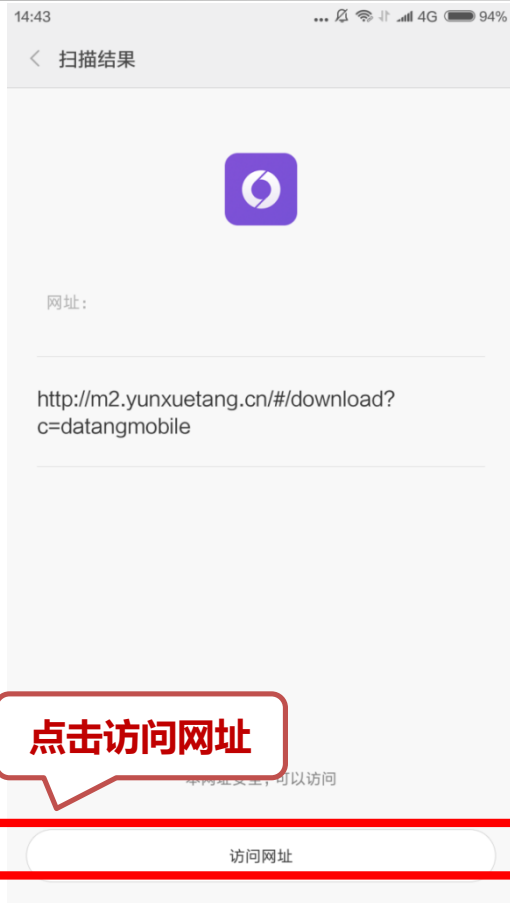 14:43
4G
94%
扫描结果
网址：
http://m2.yunxuetang.cn/#/download?
c=datangmobile
点击访问网址
本网址安全，可以访问
访问网址